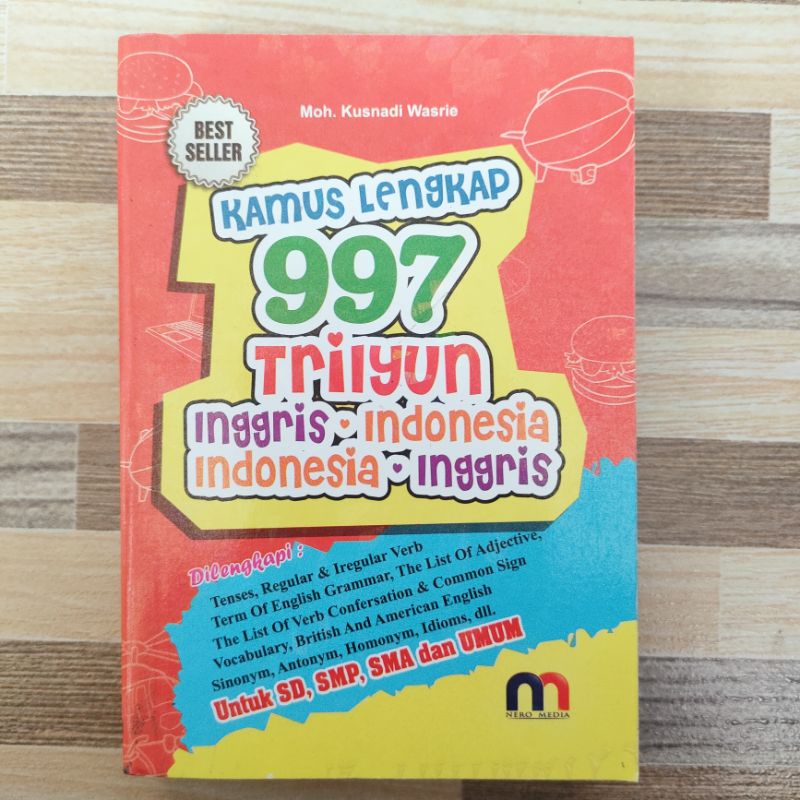 Moh. Kusnadi Wasrie
BEST
SELLER
Kamus Lengkap
997
Trilyun
Inggris • Indonesia
Indonesia • Inggris
Dilengkapi :
Tenses, Regular & Iregular Verb
Term Of English Grammar, The List Of Adjective,
The List Of Verb Confersation & Common Sign
Vocabulary, British And American English
Sinonym, Antonym, Homonym, Idioms, dll.
Untuk SD, SMP, SMA dan UMUM
NERO MEDIA